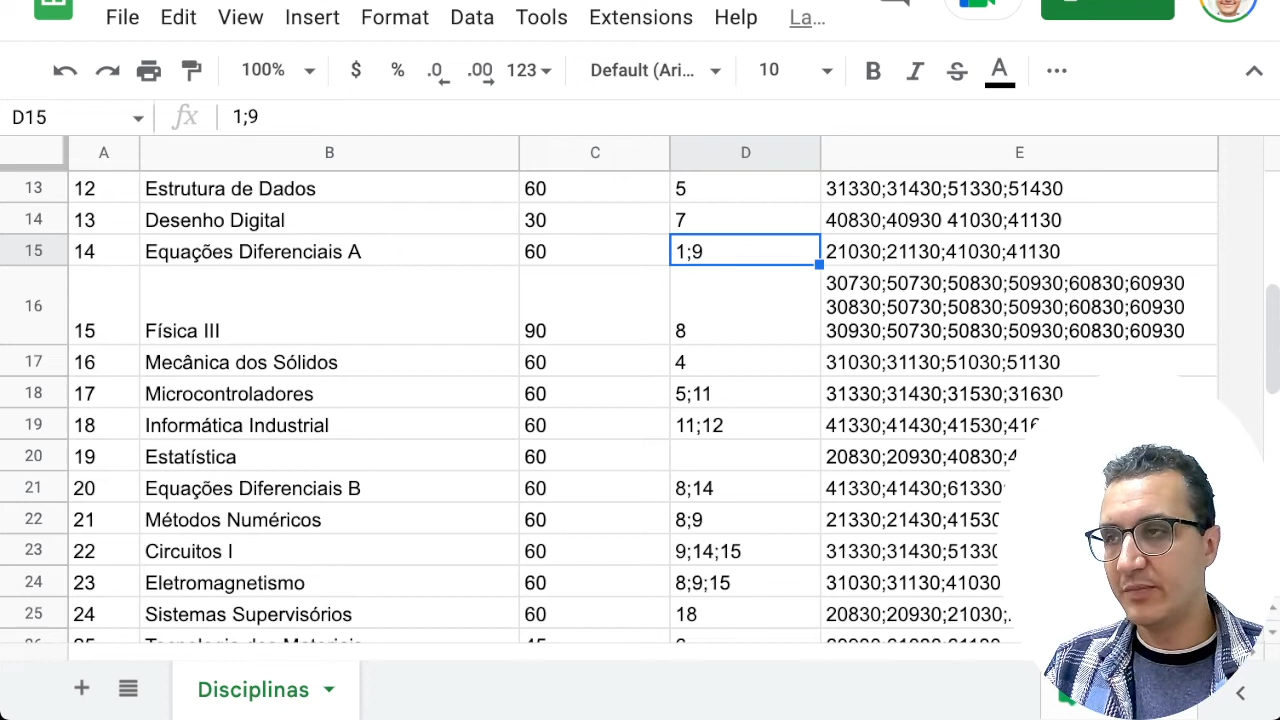 File Edit View Insert Format Data Tools Extensions Help La...
100% $ % .0 .00 123 Default (Ari... 10 B I S A
D15 fx 1;9
A B C D E
13 12 Estrutura de Dados 60 5 31330;31430;51330;51430
14 13 Desenho Digital 30 7 40830;40930 41030;41130
15 14 Equações Diferenciais A 60 1;9 21030;21130;41030;41130
30730;50730;50830;50930;60830;60930
30830;50730;50830;50930;60830;60930
16 15 Física III 90 8 30930;50730;50830;50930;60830;60930
17 16 Mecânica dos Sólidos 60 4 31030;31130;51030;51130
18 17 Microcontroladores 60 5;11 31330;31430;31530;31630
19 18 Informática Industrial 60 11;12 41330;41430;41530;416
20 19 Estatística 60 20830;20930;40830;4
21 20 Equações Diferenciais B 60 8;14 41330;41430;61330
22 21 Métodos Numéricos 60 8;9 21330;21430;41530
23 22 Circuitos I 60 9;14;15 31330;31430;51330
24 23 Eletromagnetismo 60 8;9;15 31030;31130;41030
25 24 Sistemas Supervisórios 60 18 20830;20930;21030;
Disciplinas